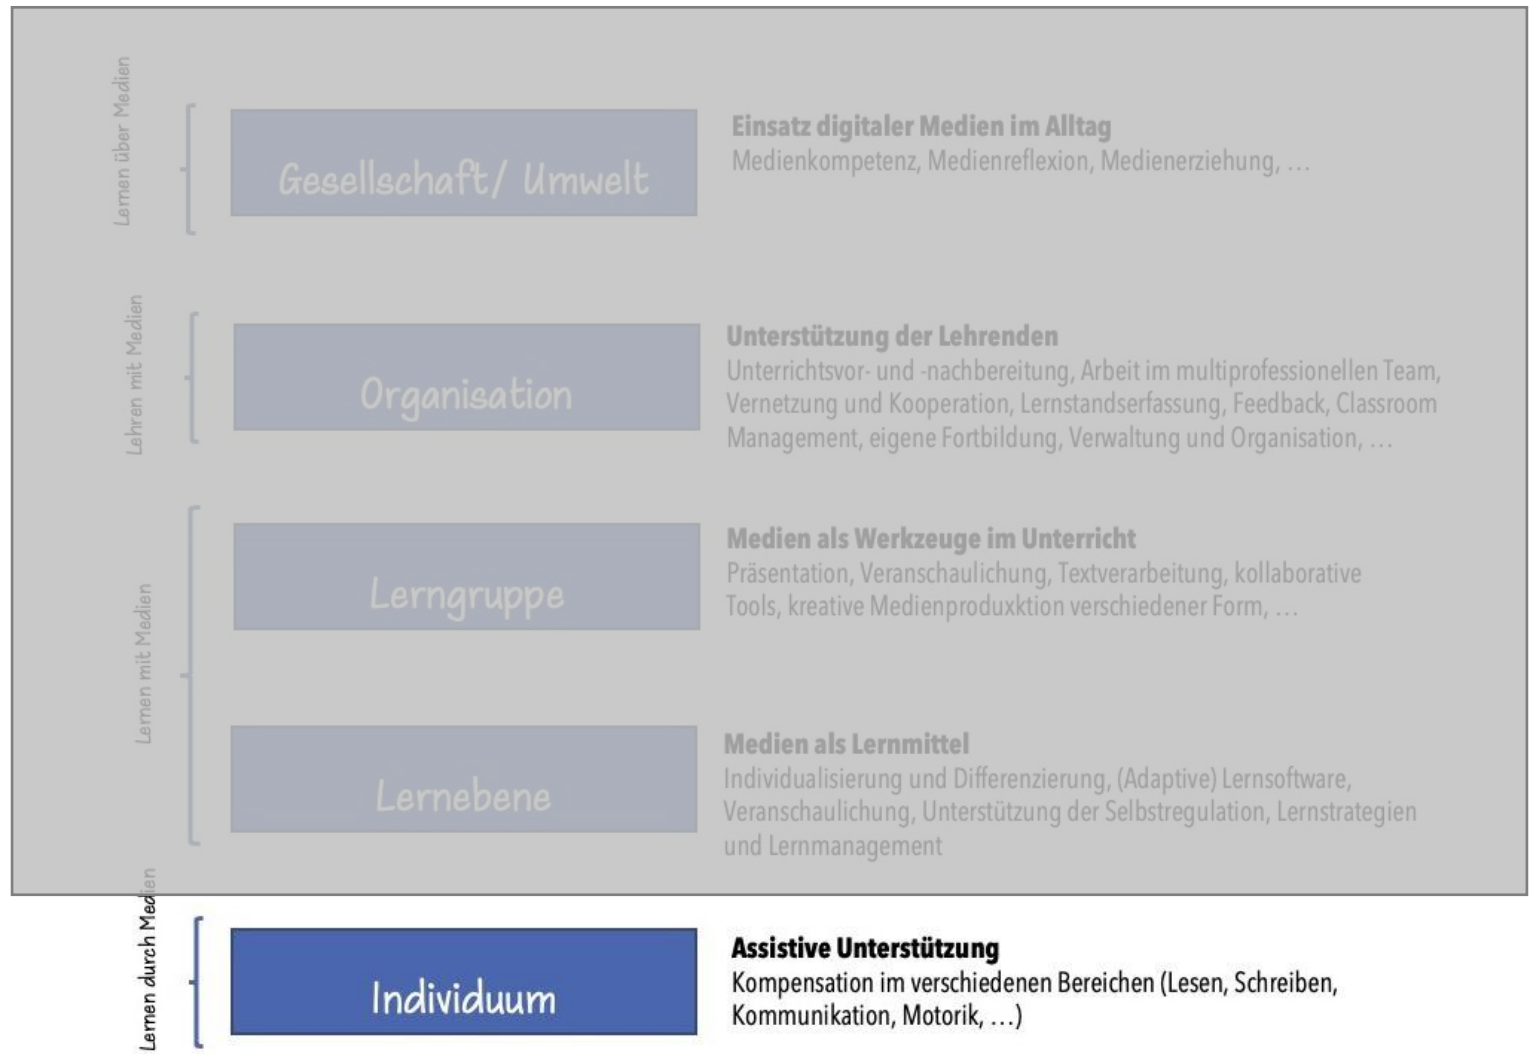 Lernen über Medien
Gesellschaft/ Umwelt
Einsatz digitaler Medien im Alltag
Medienkompetenz, Medienreflexion, Medienerziehung, …
Lehren mit Medien
Organisation
Unterstützung der Lehrenden
Unterrichtsvor- und -nachbereitung, Arbeit im multiprofessionellen Team,
Vernetzung und Kooperation, Lernstandserfassung, Feedback, Classroom
Management, eigene Fortbildung, Verwaltung und Organisation, …
Lernen mit Medien
Lerngruppe
Medien als Werkzeuge im Unterricht
Präsentation, Veranschaulichung, Textverarbeitung, kollaborative
Tools, kreative Medienproduxktion verschiedener Form, …
Lernebene
Medien als Lernmittel
Individualisierung und Differenzierung, (Adaptive) Lernsoftware,
Veranschaulichung, Unterstützung der Selbstregulation, Lernstrategien
und Lernmanagement
Lernen durch Medien
Individuum
Assistive Unterstützung
Kompensation im verschiedenen Bereichen (Lesen, Schreiben,
Kommunikation, Motorik, …)